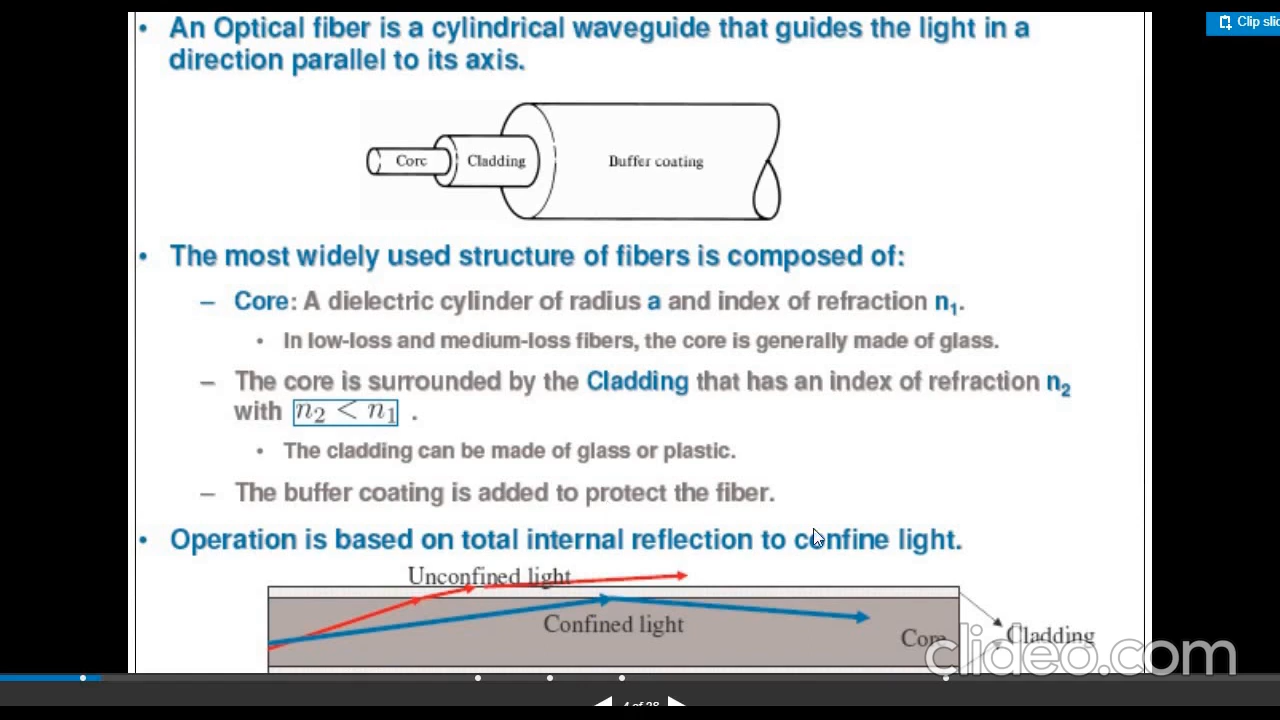 Clip slid
• An Optical fiber is a cylindrical waveguide that guides the light in a
direction parallel to its axis.
Core
Cladding
Buffer coating
• The most widely used structure of fibers is composed of:
– Core: A dielectric cylinder of radius a and index of refraction n₁.
• In low-loss and medium-loss fibers, the core is generally made of glass.
– The core is surrounded by the Cladding that has an index of refraction n₂
with n₂ < n₁ .
• The cladding can be made of glass or plastic.
– The buffer coating is added to protect the fiber.
• Operation is based on total internal reflection to confine light.
Unconfined light
Confined light
Core
Cladding
clideo.com
4 of 28